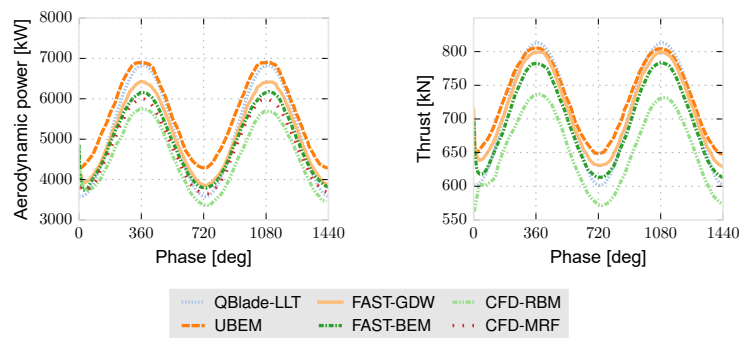 Aerodynamic power [kW]
8000
7000
6000
5000
4000
3000
0 360 720 1080 1440
Phase [deg]
Thrust [kN]
800
750
700
650
600
550
0 360 720 1080 1440
Phase [deg]
QBlade-LLT FAST-GDW CFD-RBM
UBEM FAST-BEM CFD-MRF